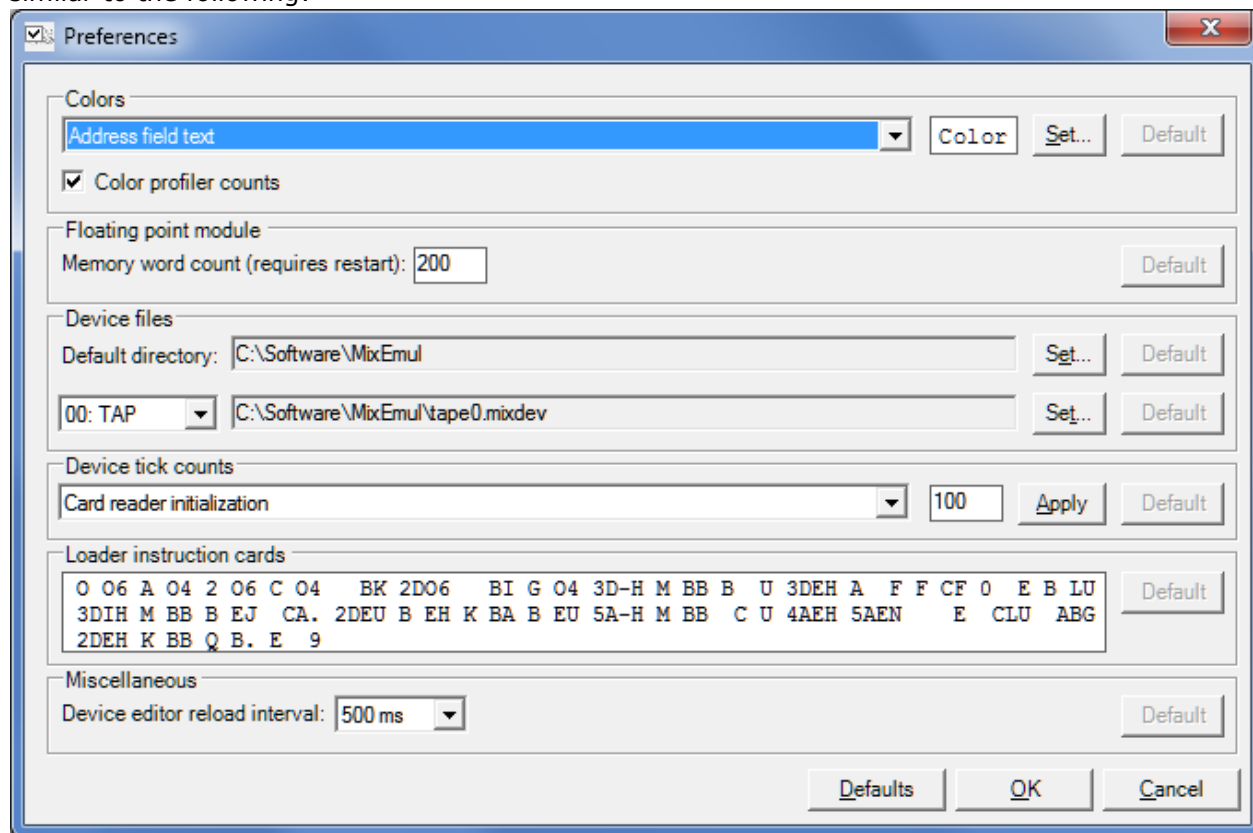 similar to the following:
Preferences
X
Colors
Address field text Color Set... Default
Color profiler counts
Floating point module
Memory word count (requires restart): 200 Default
Device files
Default directory: C:\Software\MixEmul Set... Default
00: TAP C:\Software\MixEmul\tape0.mixdev Set... Default
Device tick counts
Card reader initialization 100 Apply Default
Loader instruction cards
O O6 A O4 2 O6 C O4   BK 2DO6   BI G O4 3D-H M BB B  U 3DEH A  F F CF 0  E B LU
3DIH M BB B EJ  CA. 2DEU B EH K BA B EU 5A-H M BB  C U 4AEH 5AEN    E  CLU  ABG
2DEH K BB Q B. E  9
Default
Miscellaneous
Device editor reload interval: 500 ms Default
Defaults OK Cancel